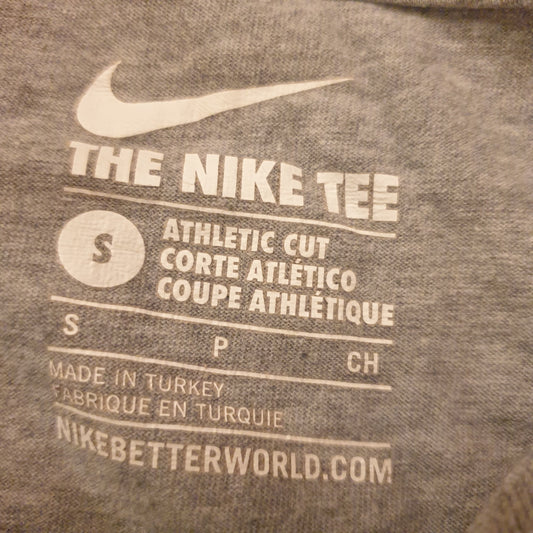 THE NIKE TEE
S
ATHLETIC CUT
CORTE ATLÉTICO
COUPE ATHLÉTIQUE
S P CH
MADE IN TURKEY
FABRIQUE EN TURQUIE
NIKEBETTERWORLD.COM